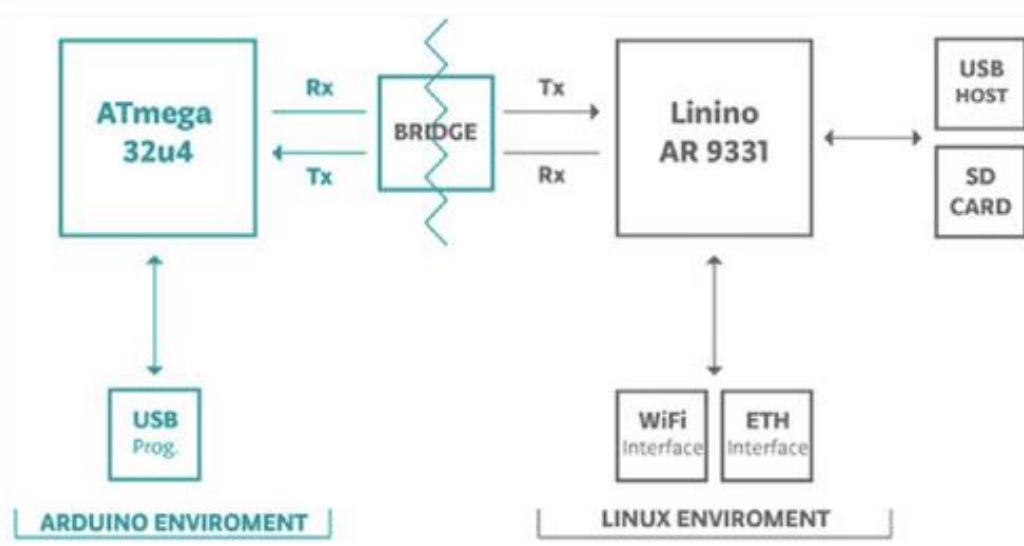 ATmega
32u4
Rx
Tx
BRIDGE
Tx
Rx
Linino
AR 9331
USB
HOST
SD
CARD
USB
Prog.
WiFi
Interface
ETH
Interface
ARDUINO ENVIROMENT
LINUX ENVIROMENT